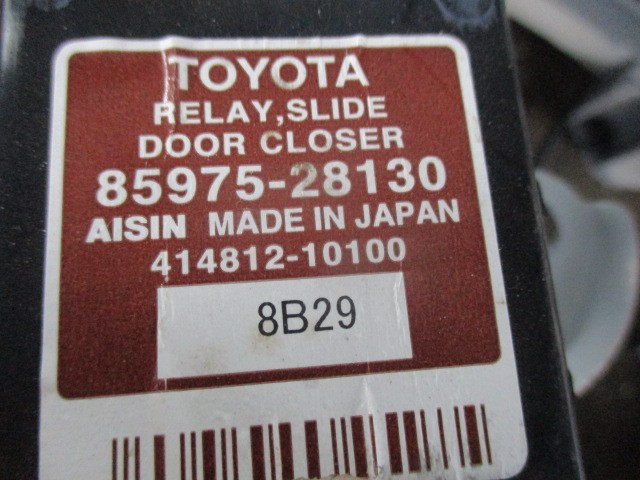 TOYOTA
RELAY,SLIDE
DOOR CLOSER
85975-28130
AISIN MADE IN JAPAN
414812-10100
8B29